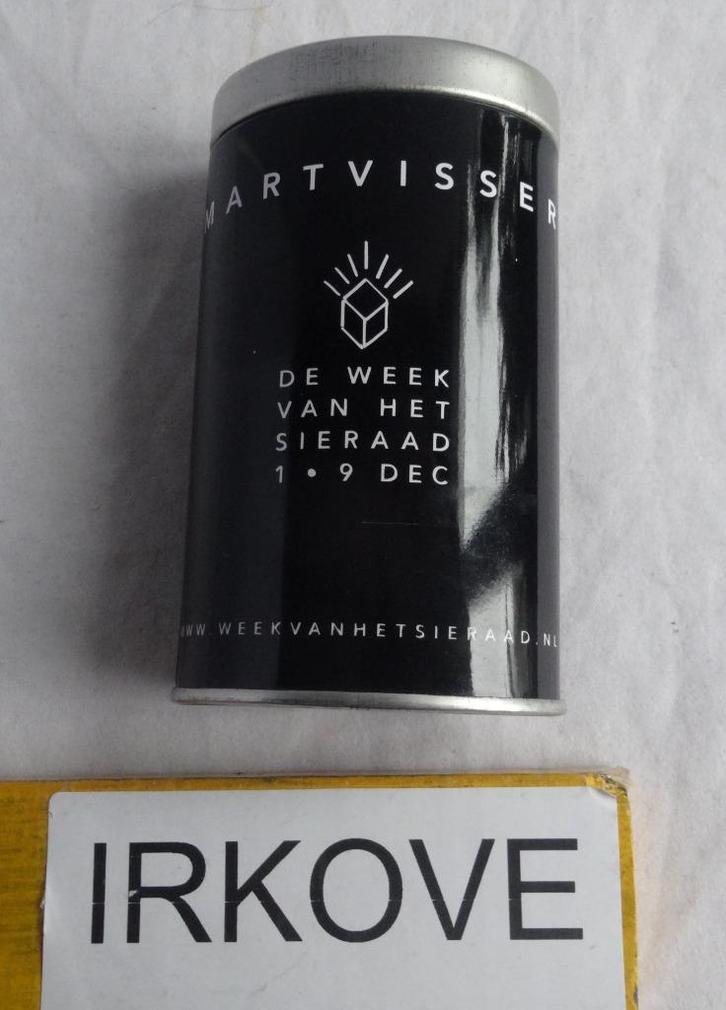 MARTVISSER
DE WEEK
VAN HET
SIERAAD
1 • 9 DEC
WWW.WEEKVANHETSIERAAD.NL
IRKOVE